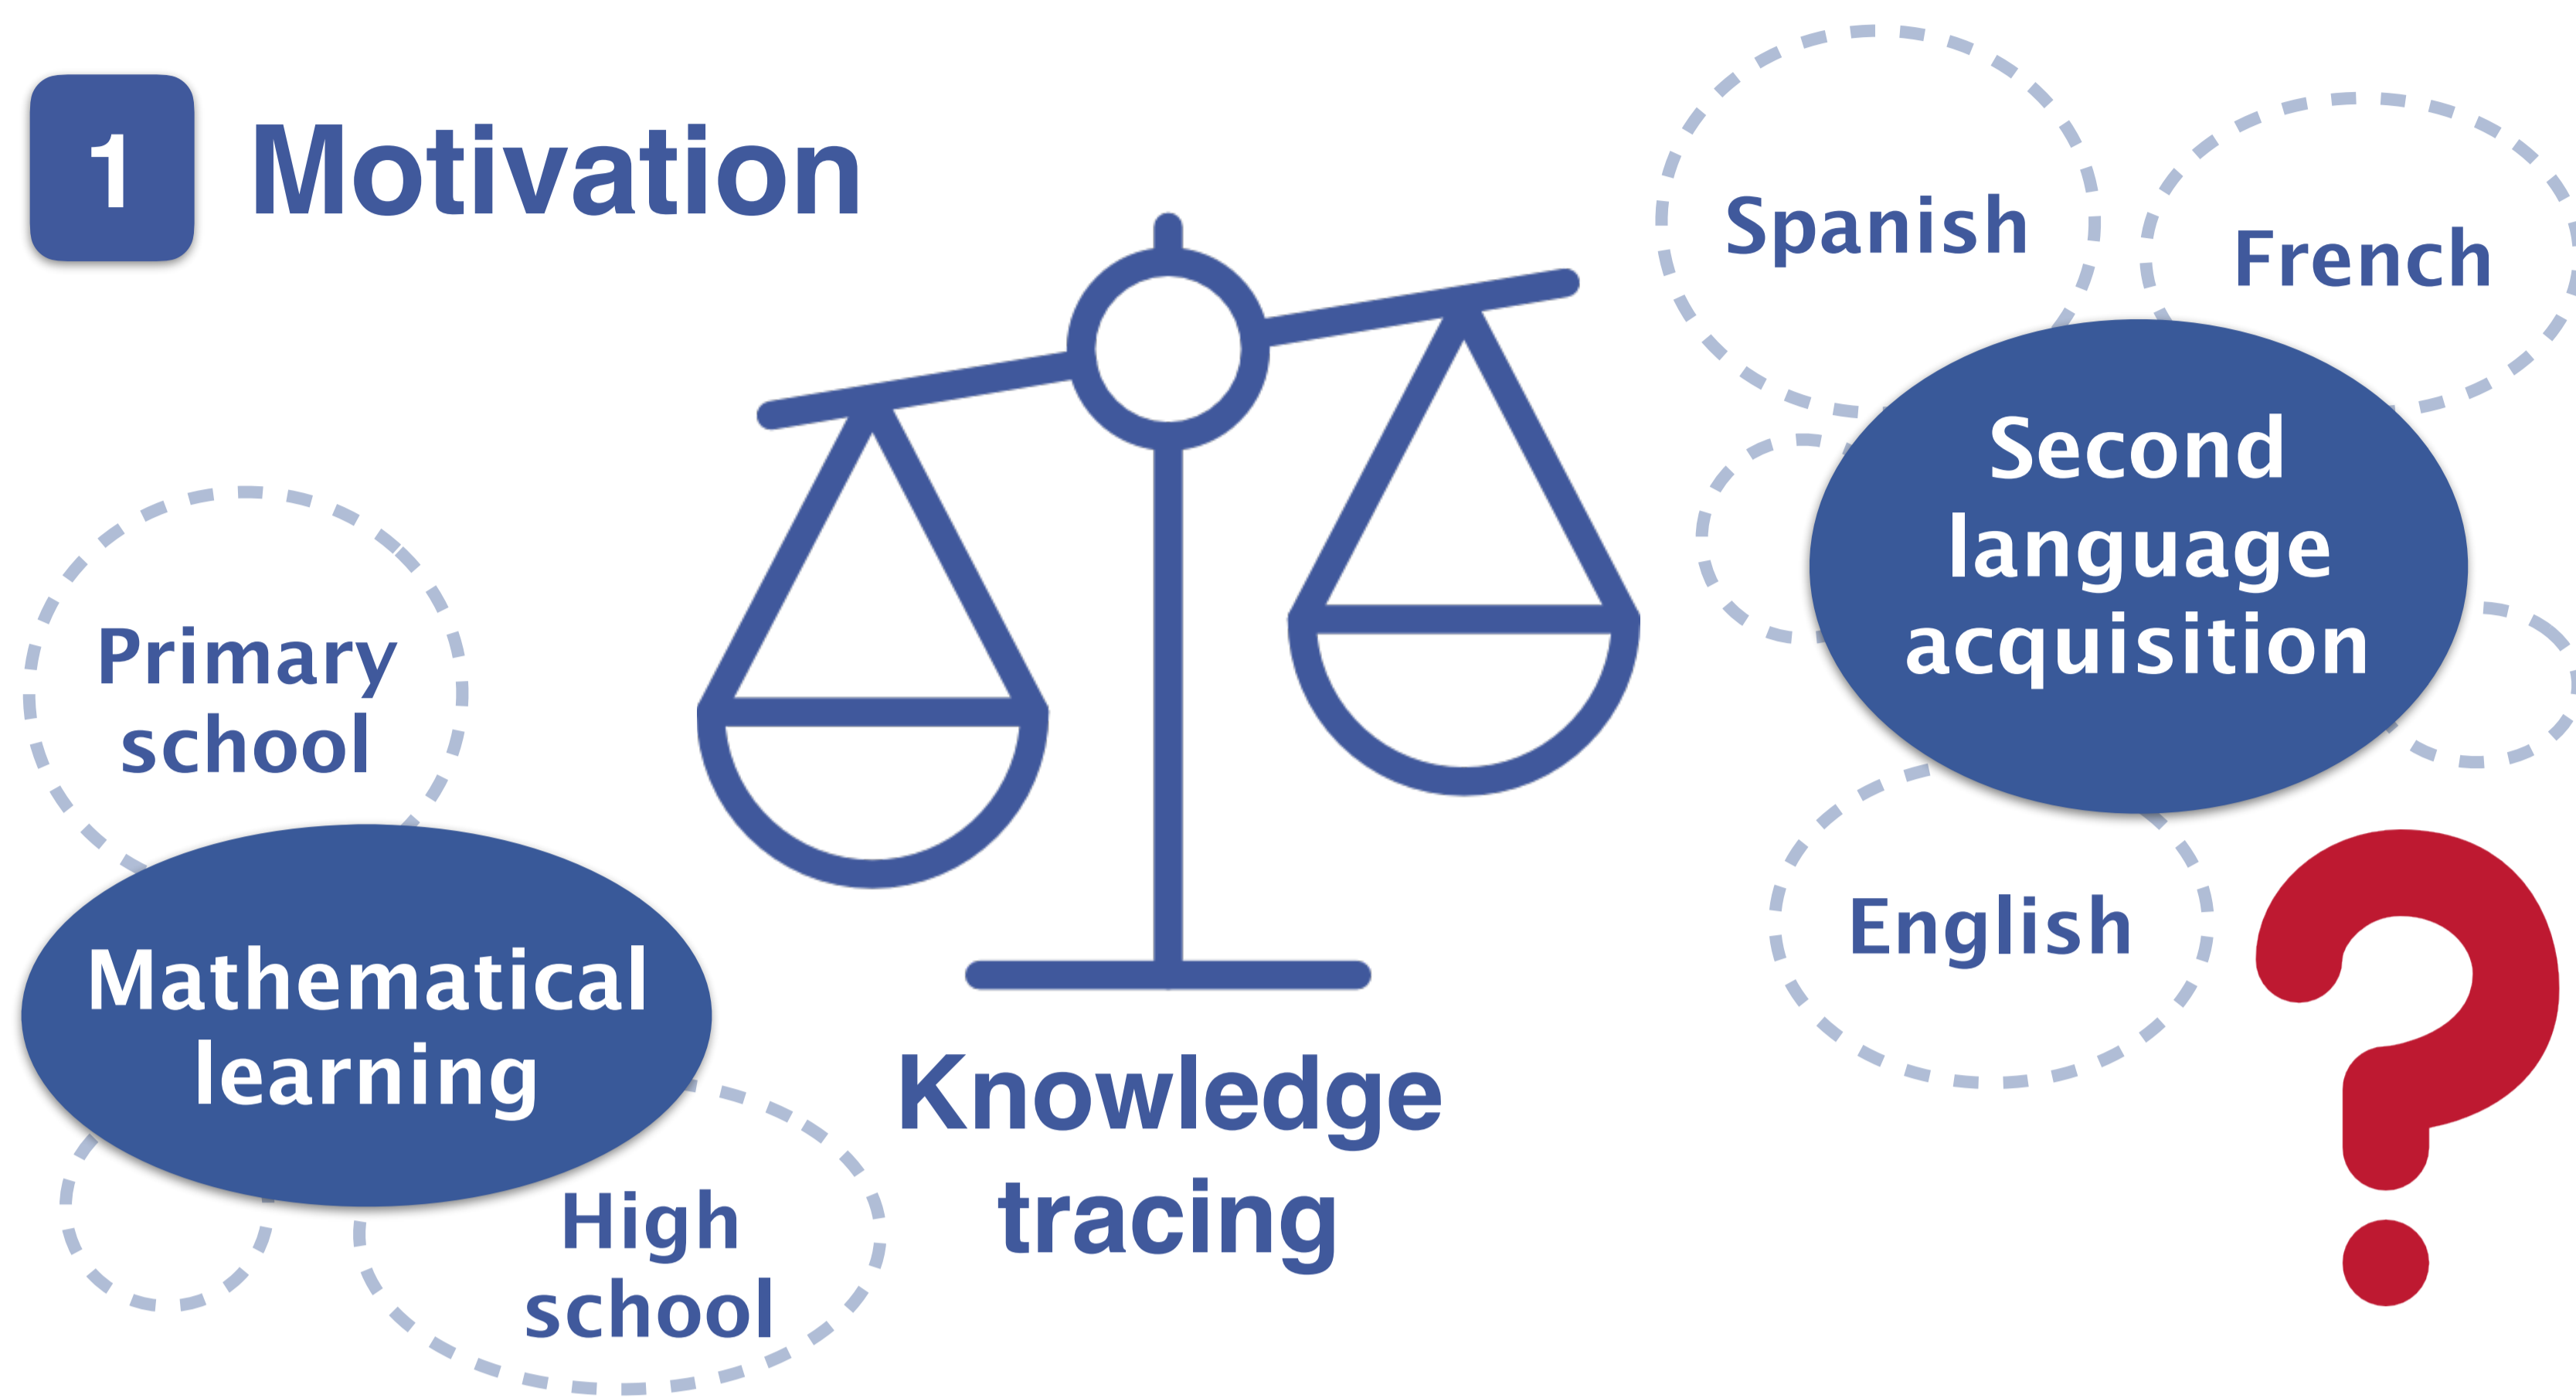 1 Motivation
Spanish
French
Second
language
acquisition
English
?
Primary
school
Mathematical
learning
High
school
Knowledge
tracing